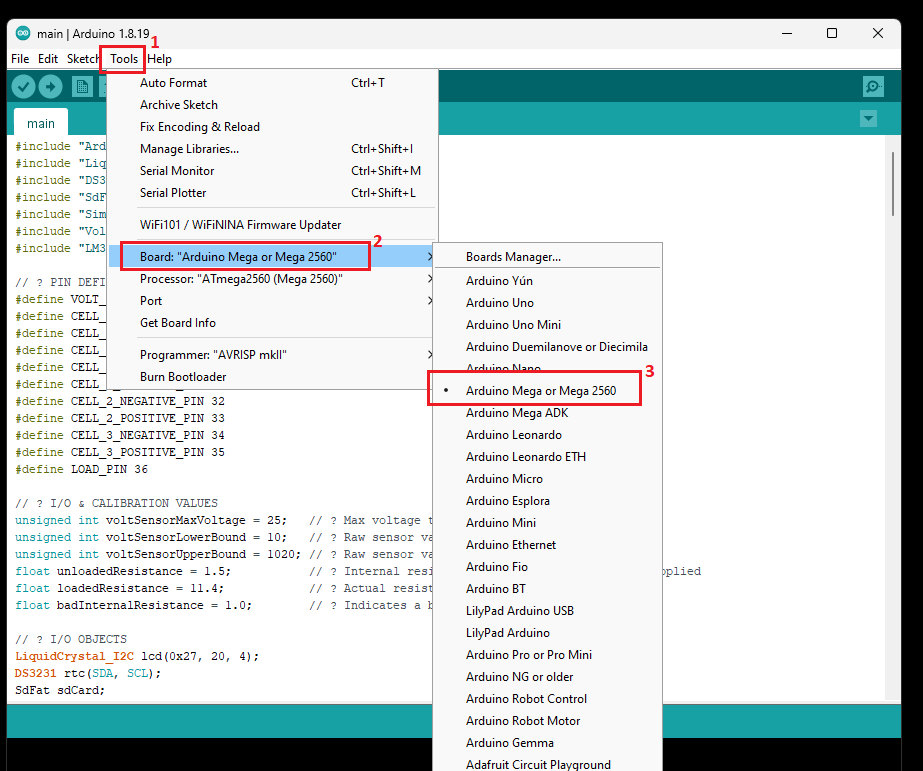 main | Arduino 1.8.19
1
File Edit Sketch Tools Help
main
Auto Format Ctrl+T
Archive Sketch
Fix Encoding & Reload
Manage Libraries... Ctrl+Shift+I
Serial Monitor Ctrl+Shift+M
Serial Plotter Ctrl+Shift+L
WiFi101 / WiFiNINA Firmware Updater
Board: "Arduino Mega or Mega 2560"
2
Processor: "ATmega2560 (Mega 2560)"
Port
Get Board Info
Programmer: "AVRISP mkII"
Burn Bootloader
Boards Manager...
Arduino Yún
Arduino Uno
Arduino Uno Mini
Arduino Duemilanove or Diecimila
Arduino Nano
3
Arduino Mega or Mega 2560
Arduino Mega ADK
Arduino Leonardo
Arduino Leonardo ETH
Arduino Micro
Arduino Esplora
Arduino Mini
Arduino Ethernet
Arduino Fio
Arduino BT
LilyPad Arduino USB
LilyPad Arduino
Arduino Pro or Pro Mini
Arduino NG or older
Arduino Robot Control
Arduino Robot Motor
Arduino Gemma
Adafruit Circuit Playground
#include "Ard
#include "Liq
#include "DS3
#include "SdF
#include "Sim
#include "Vol
#include "LM3
// ? PIN DEFI
#define VOLT_
#define CELL_
#define CELL_
#define CELL_
#define CELL_
#define CELL_
#define CELL_2_NEGATIVE_PIN 32
#define CELL_2_POSITIVE_PIN 33
#define CELL_3_NEGATIVE_PIN 34
#define CELL_3_POSITIVE_PIN 35
#define LOAD_PIN 36
// ? I/O & CALIBRATION VALUES
unsigned int voltSensorMaxVoltage = 25; // ? Max voltage t
unsigned int voltSensorLowerBound = 10; // ? Raw sensor va
unsigned int voltSensorUpperBound = 1020; // ? Raw sensor va
float unloadedResistance = 1.5; // ? Internal resi pplied
float loadedResistance = 11.4; // ? Actual resist
float badInternalResistance = 1.0; // ? Indicates a b
// ? I/O OBJECTS
LiquidCrystal_I2C lcd(0x27, 20, 4);
DS3231 rtc(SDA, SCL);
SdFat sdCard;